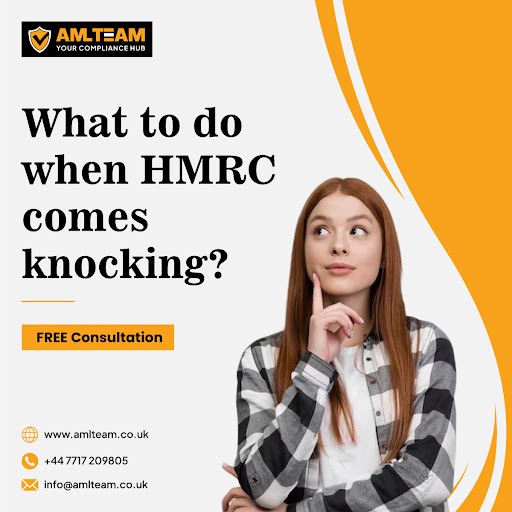 AMLTEAM
YOUR COMPLIANCE HUB
What to do
when HMRC
comes
knocking?
FREE Consultation
www.amlteam.co.uk
+44 7717 209805
info@amlteam.co.uk